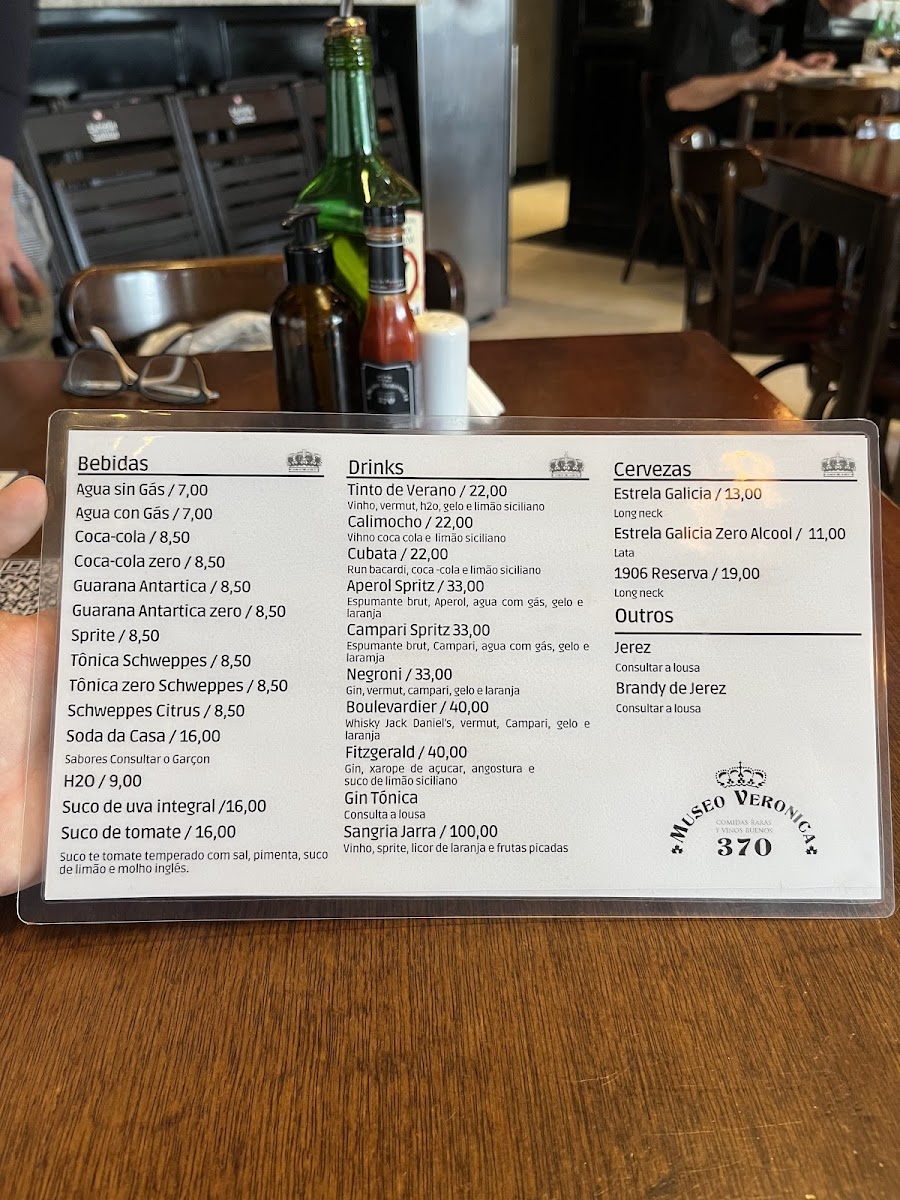 Bebidas
Agua sin Gás / 7,00
Agua con Gás / 7,00
Coca-cola / 8,50
Coca-cola zero / 8,50
Guarana Antartica / 8,50
Guarana Antartica zero / 8,50
Sprite / 8,50
Tônica Schweppes / 8,50
Tônica zero Schweppes / 8,50
Schweppes Citrus / 8,50
Soda da Casa / 16,00
Sabores Consultar o Garçon
H2O / 9,00
Suco de uva integral /16,00
Suco de tomate / 16,00
Suco te tomate temperado com sal, pimenta, suco
de limão e molho inglês.
Drinks
Tinto de Verano / 22,00
Vinho, vermut, h2o, gelo e limão siciliano
Calimocho / 22,00
Vihno coca cola e limão siciliano
Cubata / 22,00
Run bacardi, coca -cola e limão siciliano
Aperol Spritz / 33,00
Espumante brut, Aperol, agua com gás, gelo e
laranja
Campari Spritz 33,00
Espumante brut, Campari, agua com gás, gelo e
laramja
Negroni / 33,00
Gin, vermut, campari, gelo e laranja
Boulevardier / 40,00
Whisky Jack Daniel's, vermut, Campari, gelo e
laranja
Fitzgerald / 40,00
Gin, xarope de açucar, angostura e
suco de limão siciliano
Gin Tônica
Consulta a lousa
Sangria Jarra / 100,00
Vinho, sprite, licor de laranja e frutas picadas
Cervezas
Estrela Galicia / 13,00
Long neck
Estrela Galicia Zero Alcool / 11,00
Lata
1906 Reserva / 19,00
Long neck
Outros
Jerez
Consultar a lousa
Brandy de Jerez
Consultar a lousa
MUSEO VERONICA
COMIDAS RARAS
Y VINOS BUENOS
370